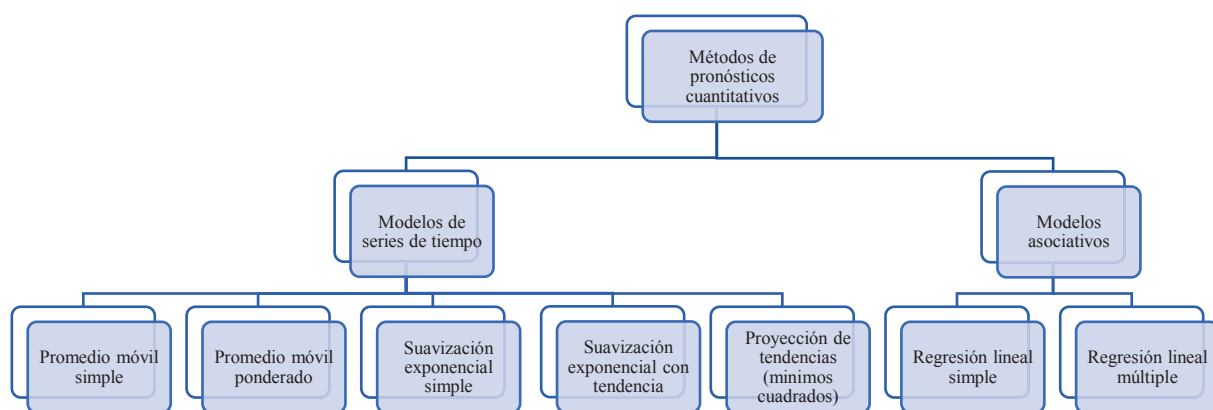 Métodos de
pronósticos
cuantitativos
Modelos de
series de tiempo
Modelos
asociativos
Promedio móvil
simple
Promedio móvil
ponderado
Suavización
exponencial
simple
Suavización
exponencial con
tendencia
Proyección de
tendencias
(minimos
cuadrados)
Regresión lineal
simple
Regresión lineal
múltiple